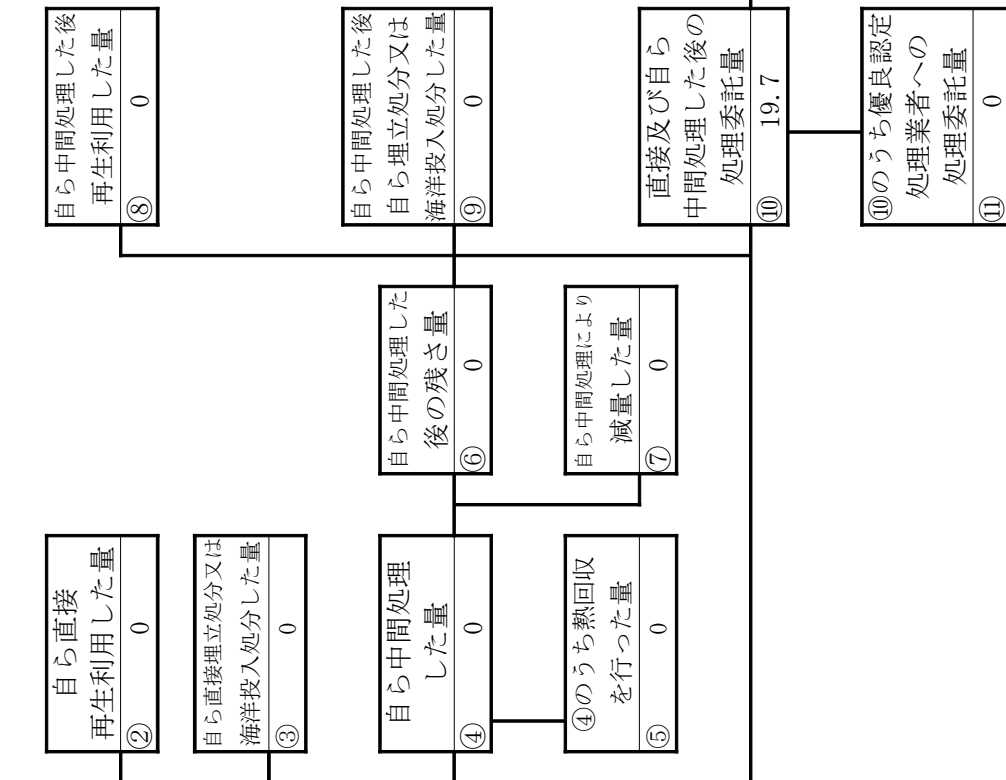 自ら直接
再生利用した量
② 0
自ら直接埋立処分又は
海洋投入処分した量
③ 0
自ら中間処理
した量
④ 0
④のうち熱回収
を行った量
⑤ 0
自ら中間処理した
後の残さ量
⑥ 0
自ら中間処理により
減量した量
⑦ 0
自ら中間処理した後
再生利用した量
⑧ 0
自ら中間処理した後
自ら埋立処分又は
海洋投入処分した量
⑨ 0
直接及び自ら
中間処理した後の
処理委託量
⑩ 19.7
⑩のうち優良認定
処理業者への
処理委託量
⑪ 0